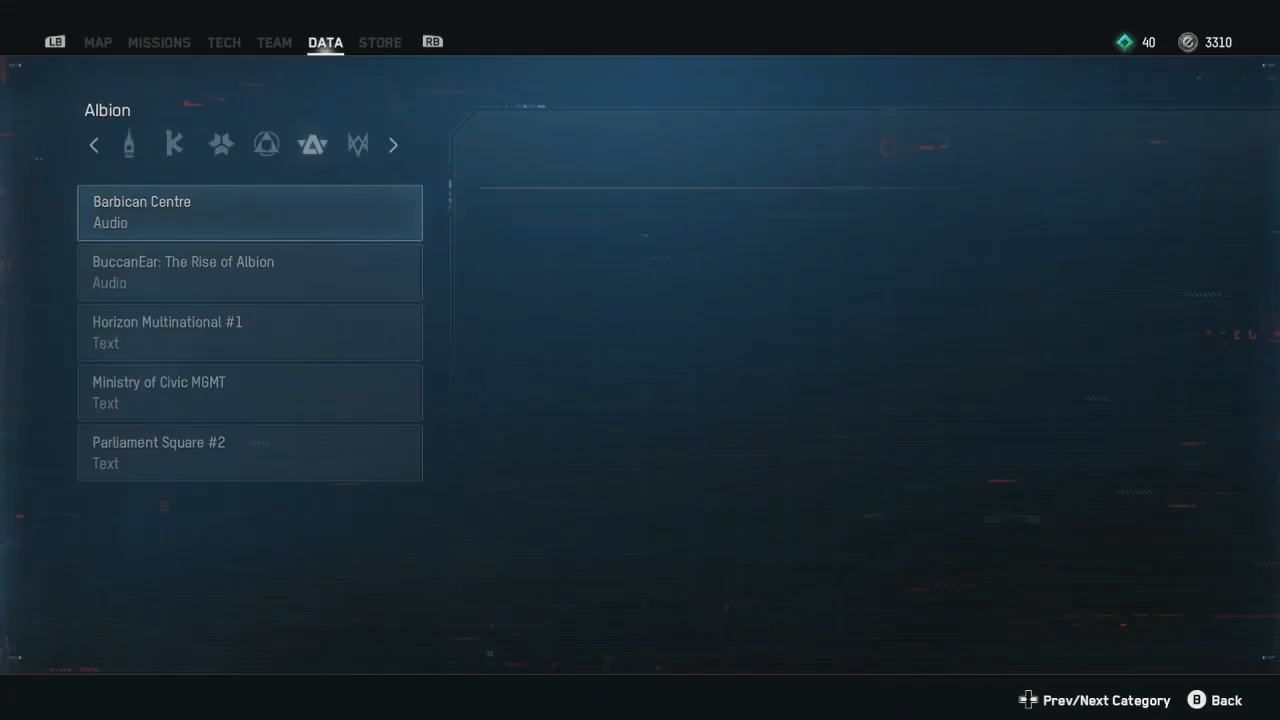 LB MAP MISSIONS TECH TEAM DATA STORE RB 40 3310
Albion
Barbican Centre
Audio
BuccanEar: The Rise of Albion
Audio
Horizon Multinational #1
Text
Ministry of Civic MGMT
Text
Parliament Square #2
Text
Prev/Next Category B Back